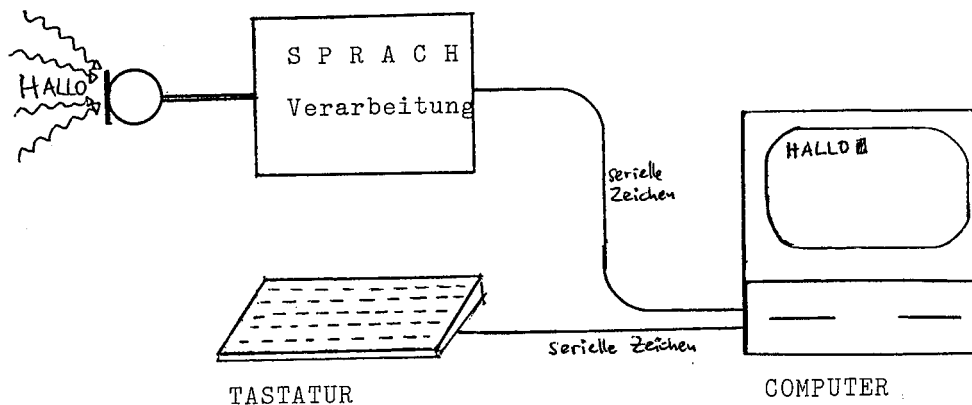 HALLO
S P R A C H
Verarbeitung
HALLO
serielle
Zeichen
serielle Zeichen
TASTATUR
COMPUTER